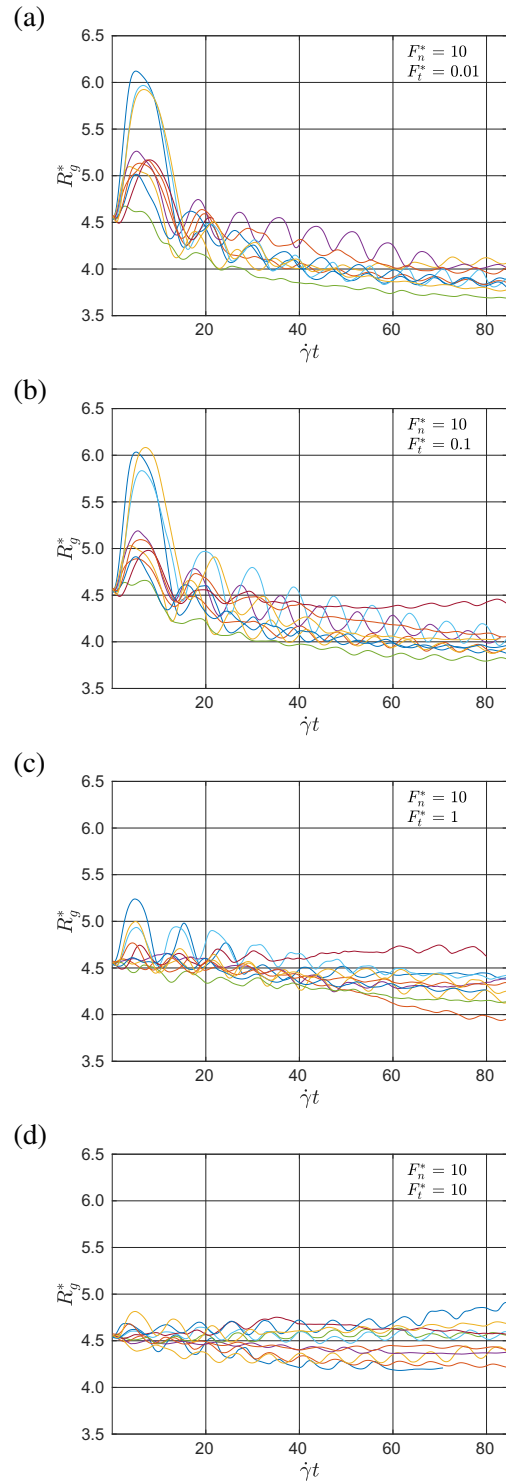 (a)
6.5
6.0
5.5
5.0
4.5
4.0
3.5
R*g
F*n = 10
F*t = 0.01
20
40
60
80
γ̇t
(b)
6.5
6.0
5.5
5.0
4.5
4.0
3.5
R*g
F*n = 10
F*t = 0.1
20
40
60
80
γ̇t
(c)
6.5
6.0
5.5
5.0
4.5
4.0
3.5
R*g
F*n = 10
F*t = 1
20
40
60
80
γ̇t
(d)
6.5
6.0
5.5
5.0
4.5
4.0
3.5
R*g
F*n = 10
F*t = 10
20
40
60
80
γ̇t